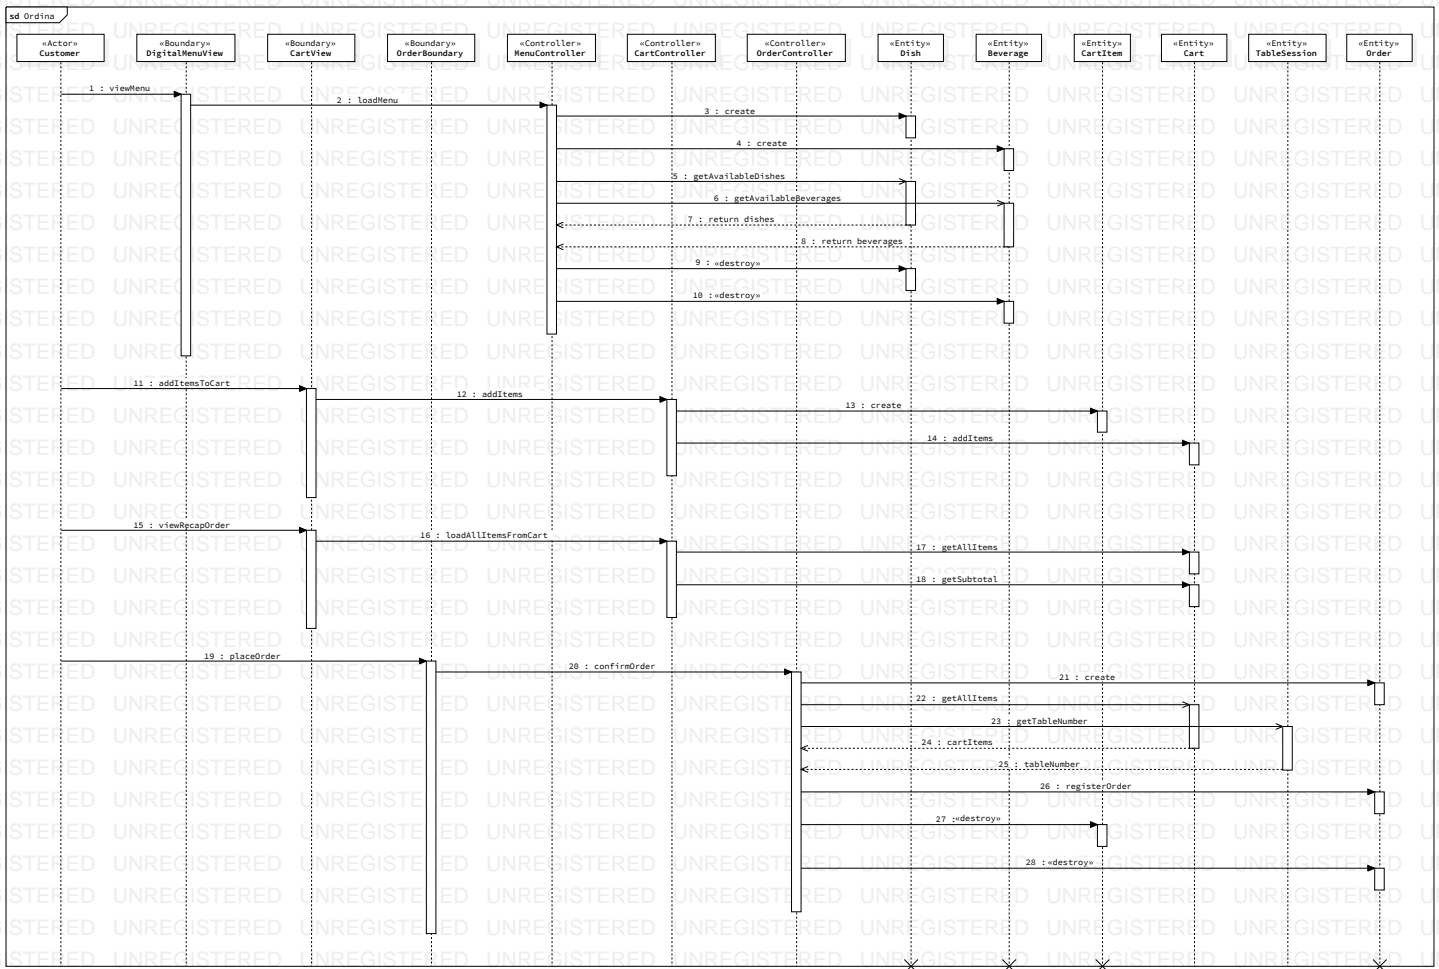 sd Ordina
«Actor»
Customer
«Boundary»
DigitalMenuView
«Boundary»
CartView
«Boundary»
OrderBoundary
«Controller»
MenuController
«Controller»
CartController
«Controller»
OrderController
«Entity»
Dish
«Entity»
Beverage
«Entity»
CartItem
«Entity»
Cart
«Entity»
TableSession
«Entity»
Order
1 : viewMenu
2 : loadMenu
3 : create
4 : create
5 : getAvailableDishes
6 : getAvailableBeverages
7 : return dishes
8 : return beverages
9 : «destroy»
10 : «destroy»
11 : addItemsToCart
12 : addItems
13 : create
14 : addItems
15 : viewRecapOrder
16 : loadAllItemsFromCart
17 : getAllItems
18 : getSubtotal
19 : placeOrder
20 : confirmOrder
21 : create
22 : getAllItems
23 : getTableNumber
24 : cartItems
25 : tableNumber
26 : registerOrder
27 : «destroy»
28 : «destroy»
UNREGISTERED